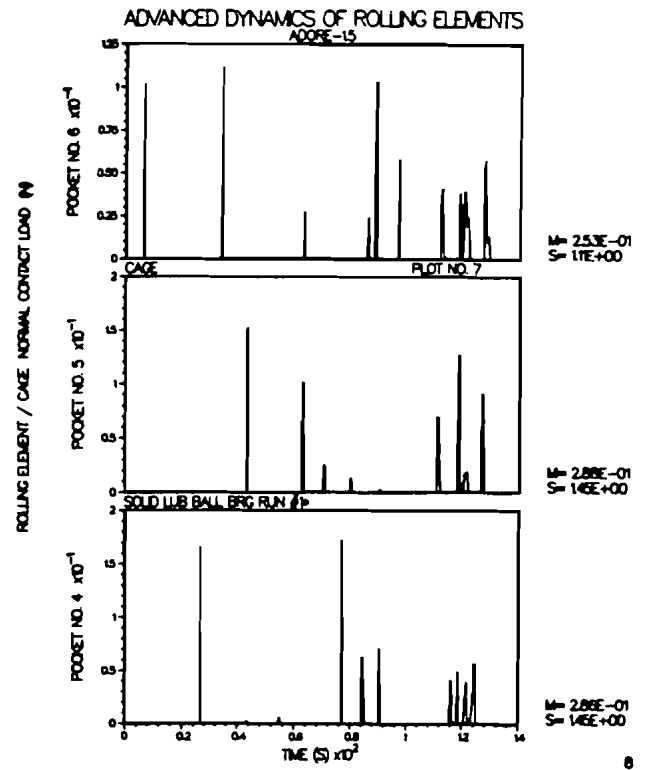 ADVANCED DYNAMICS OF ROLLING ELEMENTS
ADORE-1.5
ROLLING ELEMENT / CAGE NORMAL CONTACT LOAD (N)
POCKET NO. 6 x10⁻¹
1.25
1
0.75
0.50
0.25
0
M= 2.53E-01
S= 1.11E+00
CAGE PLOT NO. 7
POCKET NO. 5 x10⁻¹
2
1.5
1
0.5
0
M= 2.88E-01
S= 1.45E+00
SOLID LUB BALL BRG RUN
POCKET NO. 4 x10⁻¹
2
1.5
1
0.5
0
M= 2.86E-01
S= 1.45E+00
0 0.2 0.4 0.6 0.8 1 1.2 1.4
TIME (S) x10²
8